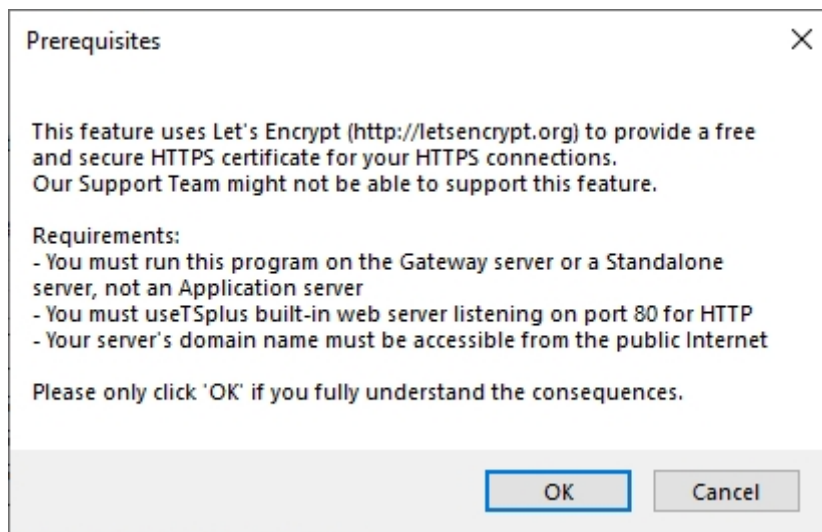 Prerequisites
This feature uses Let's Encrypt (http://letsencrypt.org) to provide a free
and secure HTTPS certificate for your HTTPS connections.
Our Support Team might not be able to support this feature.
Requirements:
- You must run this program on the Gateway server or a Standalone
server, not an Application server
- You must useTSplus built-in web server listening on port 80 for HTTP
- Your server's domain name must be accessible from the public Internet
Please only click 'OK' if you fully understand the consequences.
OK
Cancel